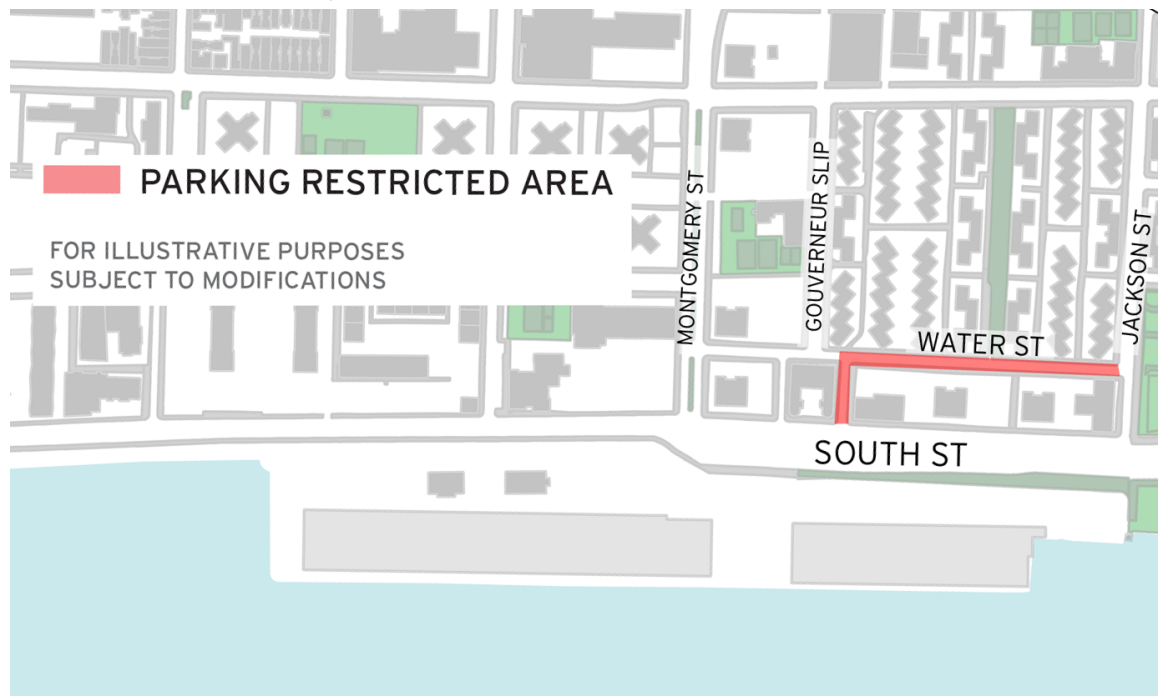 PARKING RESTRICTED AREA
FOR ILLUSTRATIVE PURPOSES
SUBJECT TO MODIFICATIONS
MONTGOMERY ST
GOUVERNEUR SLIP
JACKSON ST
WATER ST
SOUTH ST